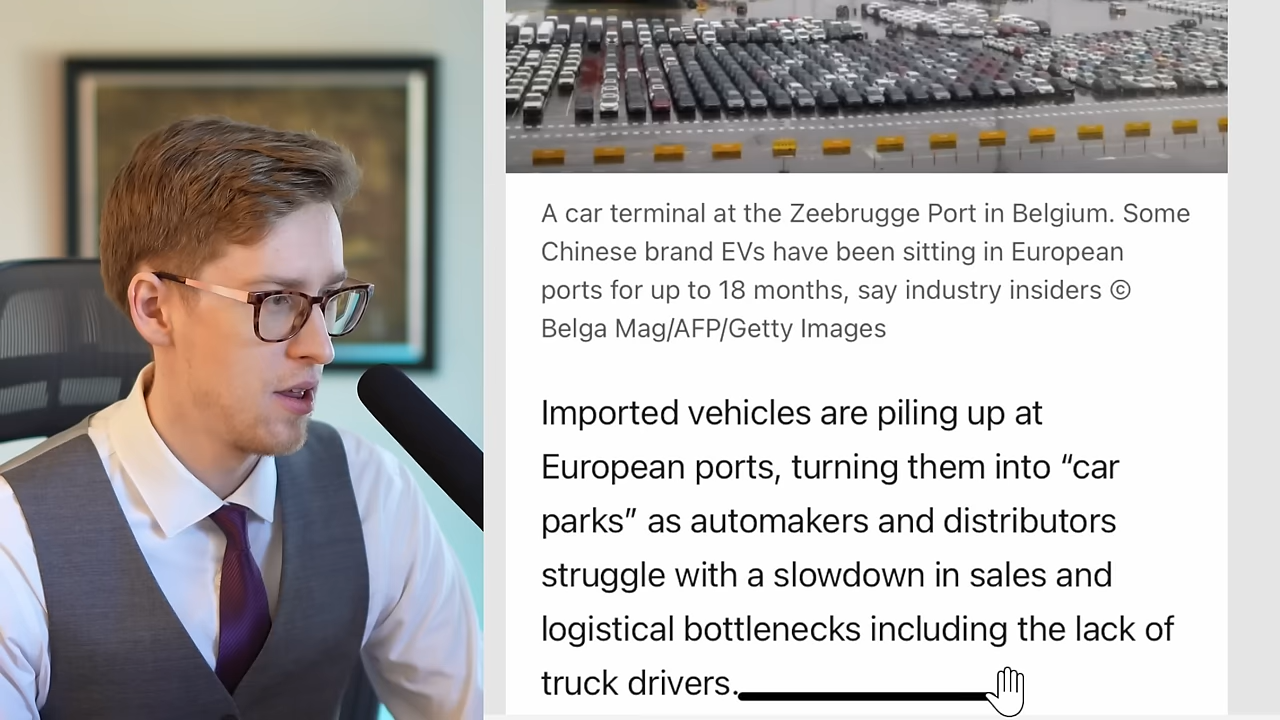 A car terminal at the Zeebrugge Port in Belgium. Some
Chinese brand EVs have been sitting in European
ports for up to 18 months, say industry insiders ©
Belga Mag/AFP/Getty Images
Imported vehicles are piling up at
European ports, turning them into “car
parks” as automakers and distributors
struggle with a slowdown in sales and
logistical bottlenecks including the lack of
truck drivers.